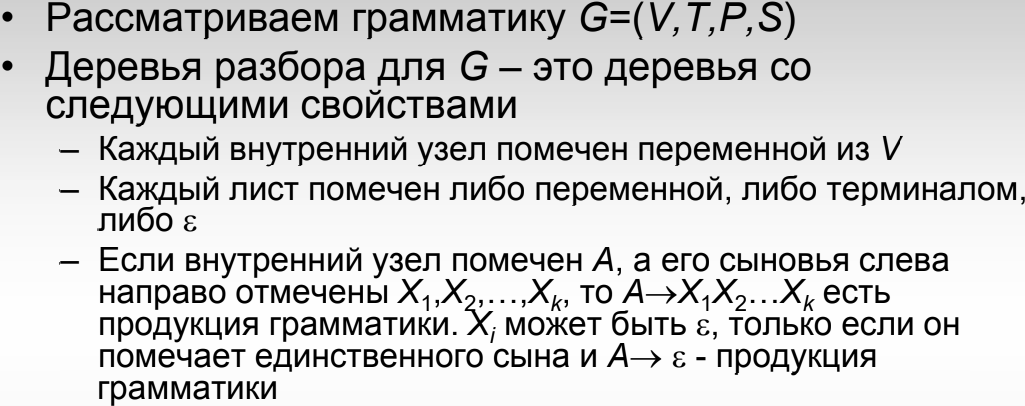 • Рассматриваем грамматику G=(V,T,P,S)
• Деревья разбора для G – это деревья со
следующими свойствами
– Каждый внутренний узел помечен переменной из V
– Каждый лист помечен либо переменной, либо терминалом,
либо ε
– Если внутренний узел помечен A, а его сыновья слева
направо отмечены X₁,X₂,…,Xₖ, то A→X₁X₂…Xₖ есть
продукция грамматики. Xᵢ может быть ε, только если он
помечает единственного сына и A→ ε - продукция
грамматики